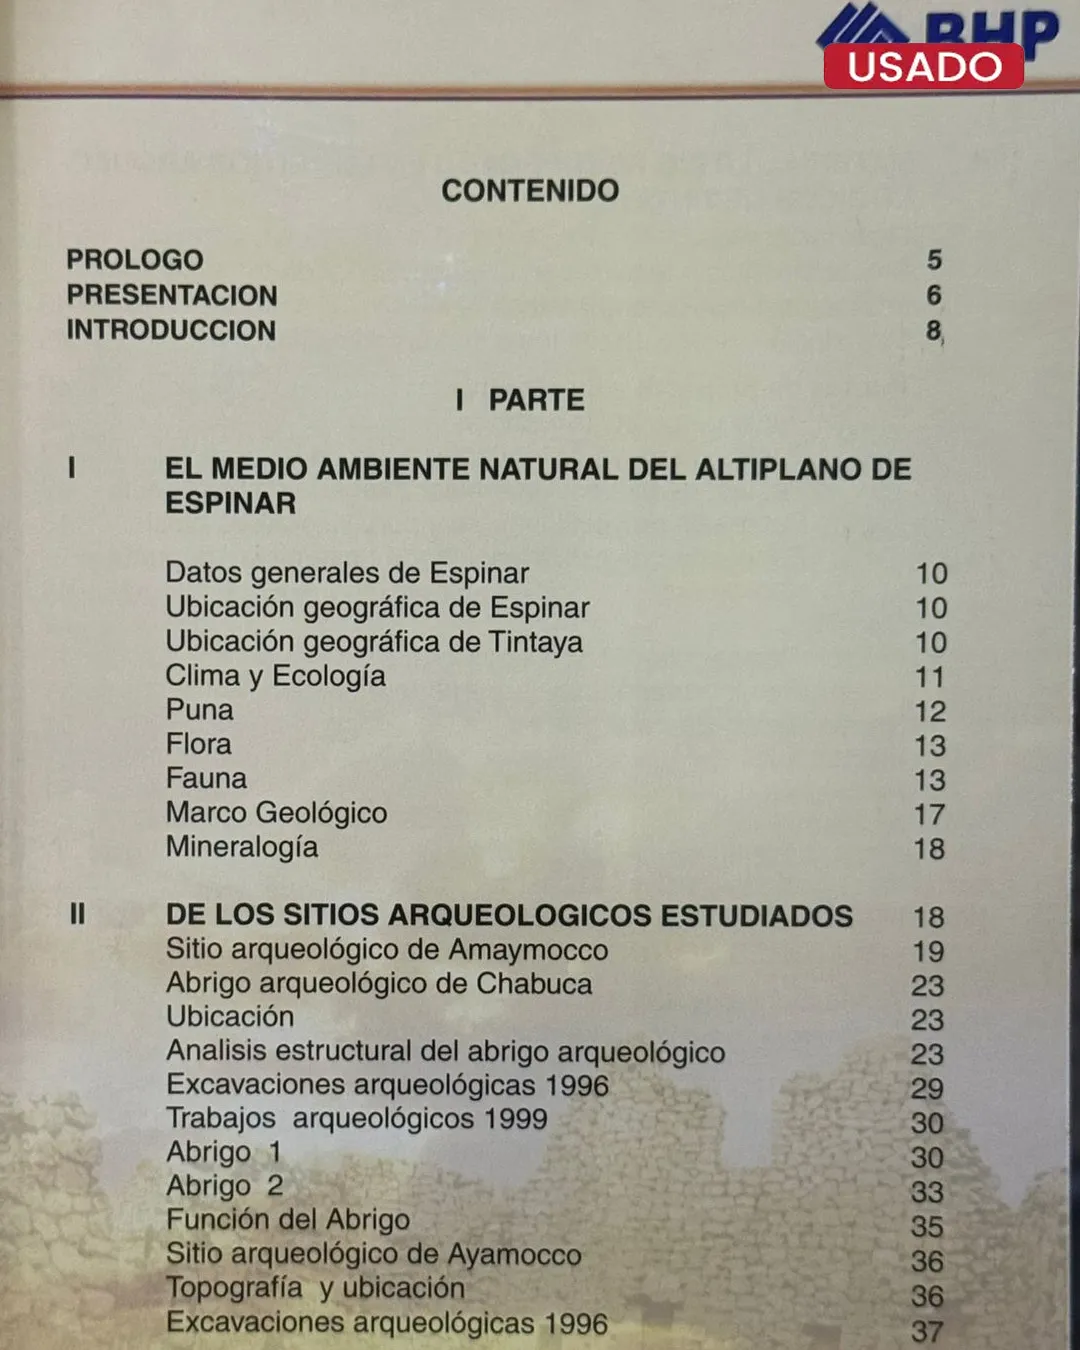 BHP
USADO
CONTENIDO
PROLOGO 5
PRESENTACION 6
INTRODUCCION 8
I PARTE
I EL MEDIO AMBIENTE NATURAL DEL ALTIPLANO DE
ESPINAR
Datos generales de Espinar 10
Ubicación geográfica de Espinar 10
Ubicación geográfica de Tintaya 10
Clima y Ecología 11
Puna 12
Flora 13
Fauna 13
Marco Geológico 17
Mineralogía 18
II DE LOS SITIOS ARQUEOLOGICOS ESTUDIADOS 18
Sitio arqueológico de Amaymocco 19
Abrigo arqueológico de Chabuca 23
Ubicación 23
Analisis estructural del abrigo arqueológico 23
Excavaciones arqueológicas 1996 29
Trabajos arqueológicos 1999 30
Abrigo 1 30
Abrigo 2 33
Función del Abrigo 35
Sitio arqueológico de Ayamocco 36
Topografía y ubicación 36
Excavaciones arqueológicas 1996 37